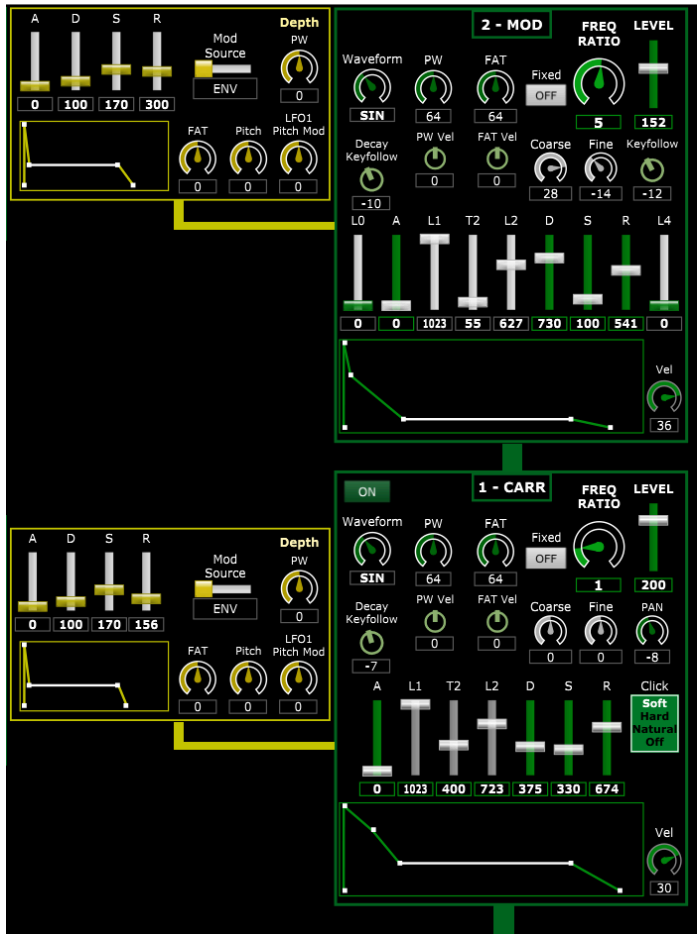 A D S R
Mod
Source
ENV
Depth
PW
0
0 100 170 300
FAT Pitch LFO1
Pitch Mod
0 0 0
2 - MOD
FREQ
RATIO
LEVEL
Waveform PW FAT
Fixed
OFF
SIN 64 64
5 152
Decay
Keyfollow
PW Vel FAT Vel
Coarse Fine Keyfollow
-10 0 0 28 -14 -12
L0 A L1 T2 L2 D S R L4
0 0 1023 55 627 730 100 541 0
Vel
36
ON
1 - CARR
FREQ
RATIO
LEVEL
Waveform PW FAT
Fixed
OFF
SIN 64 64
1 200
Decay
Keyfollow
PW Vel FAT Vel
Coarse Fine PAN
-7 0 0 0 0 -8
A D S R
Mod
Source
ENV
Depth
PW
0
0 100 170 156
FAT Pitch LFO1
Pitch Mod
0 0 0
A L1 T2 L2 D S R
Click
Soft
Hard
Natural
Off
0 1023 400 723 375 330 674
Vel
30